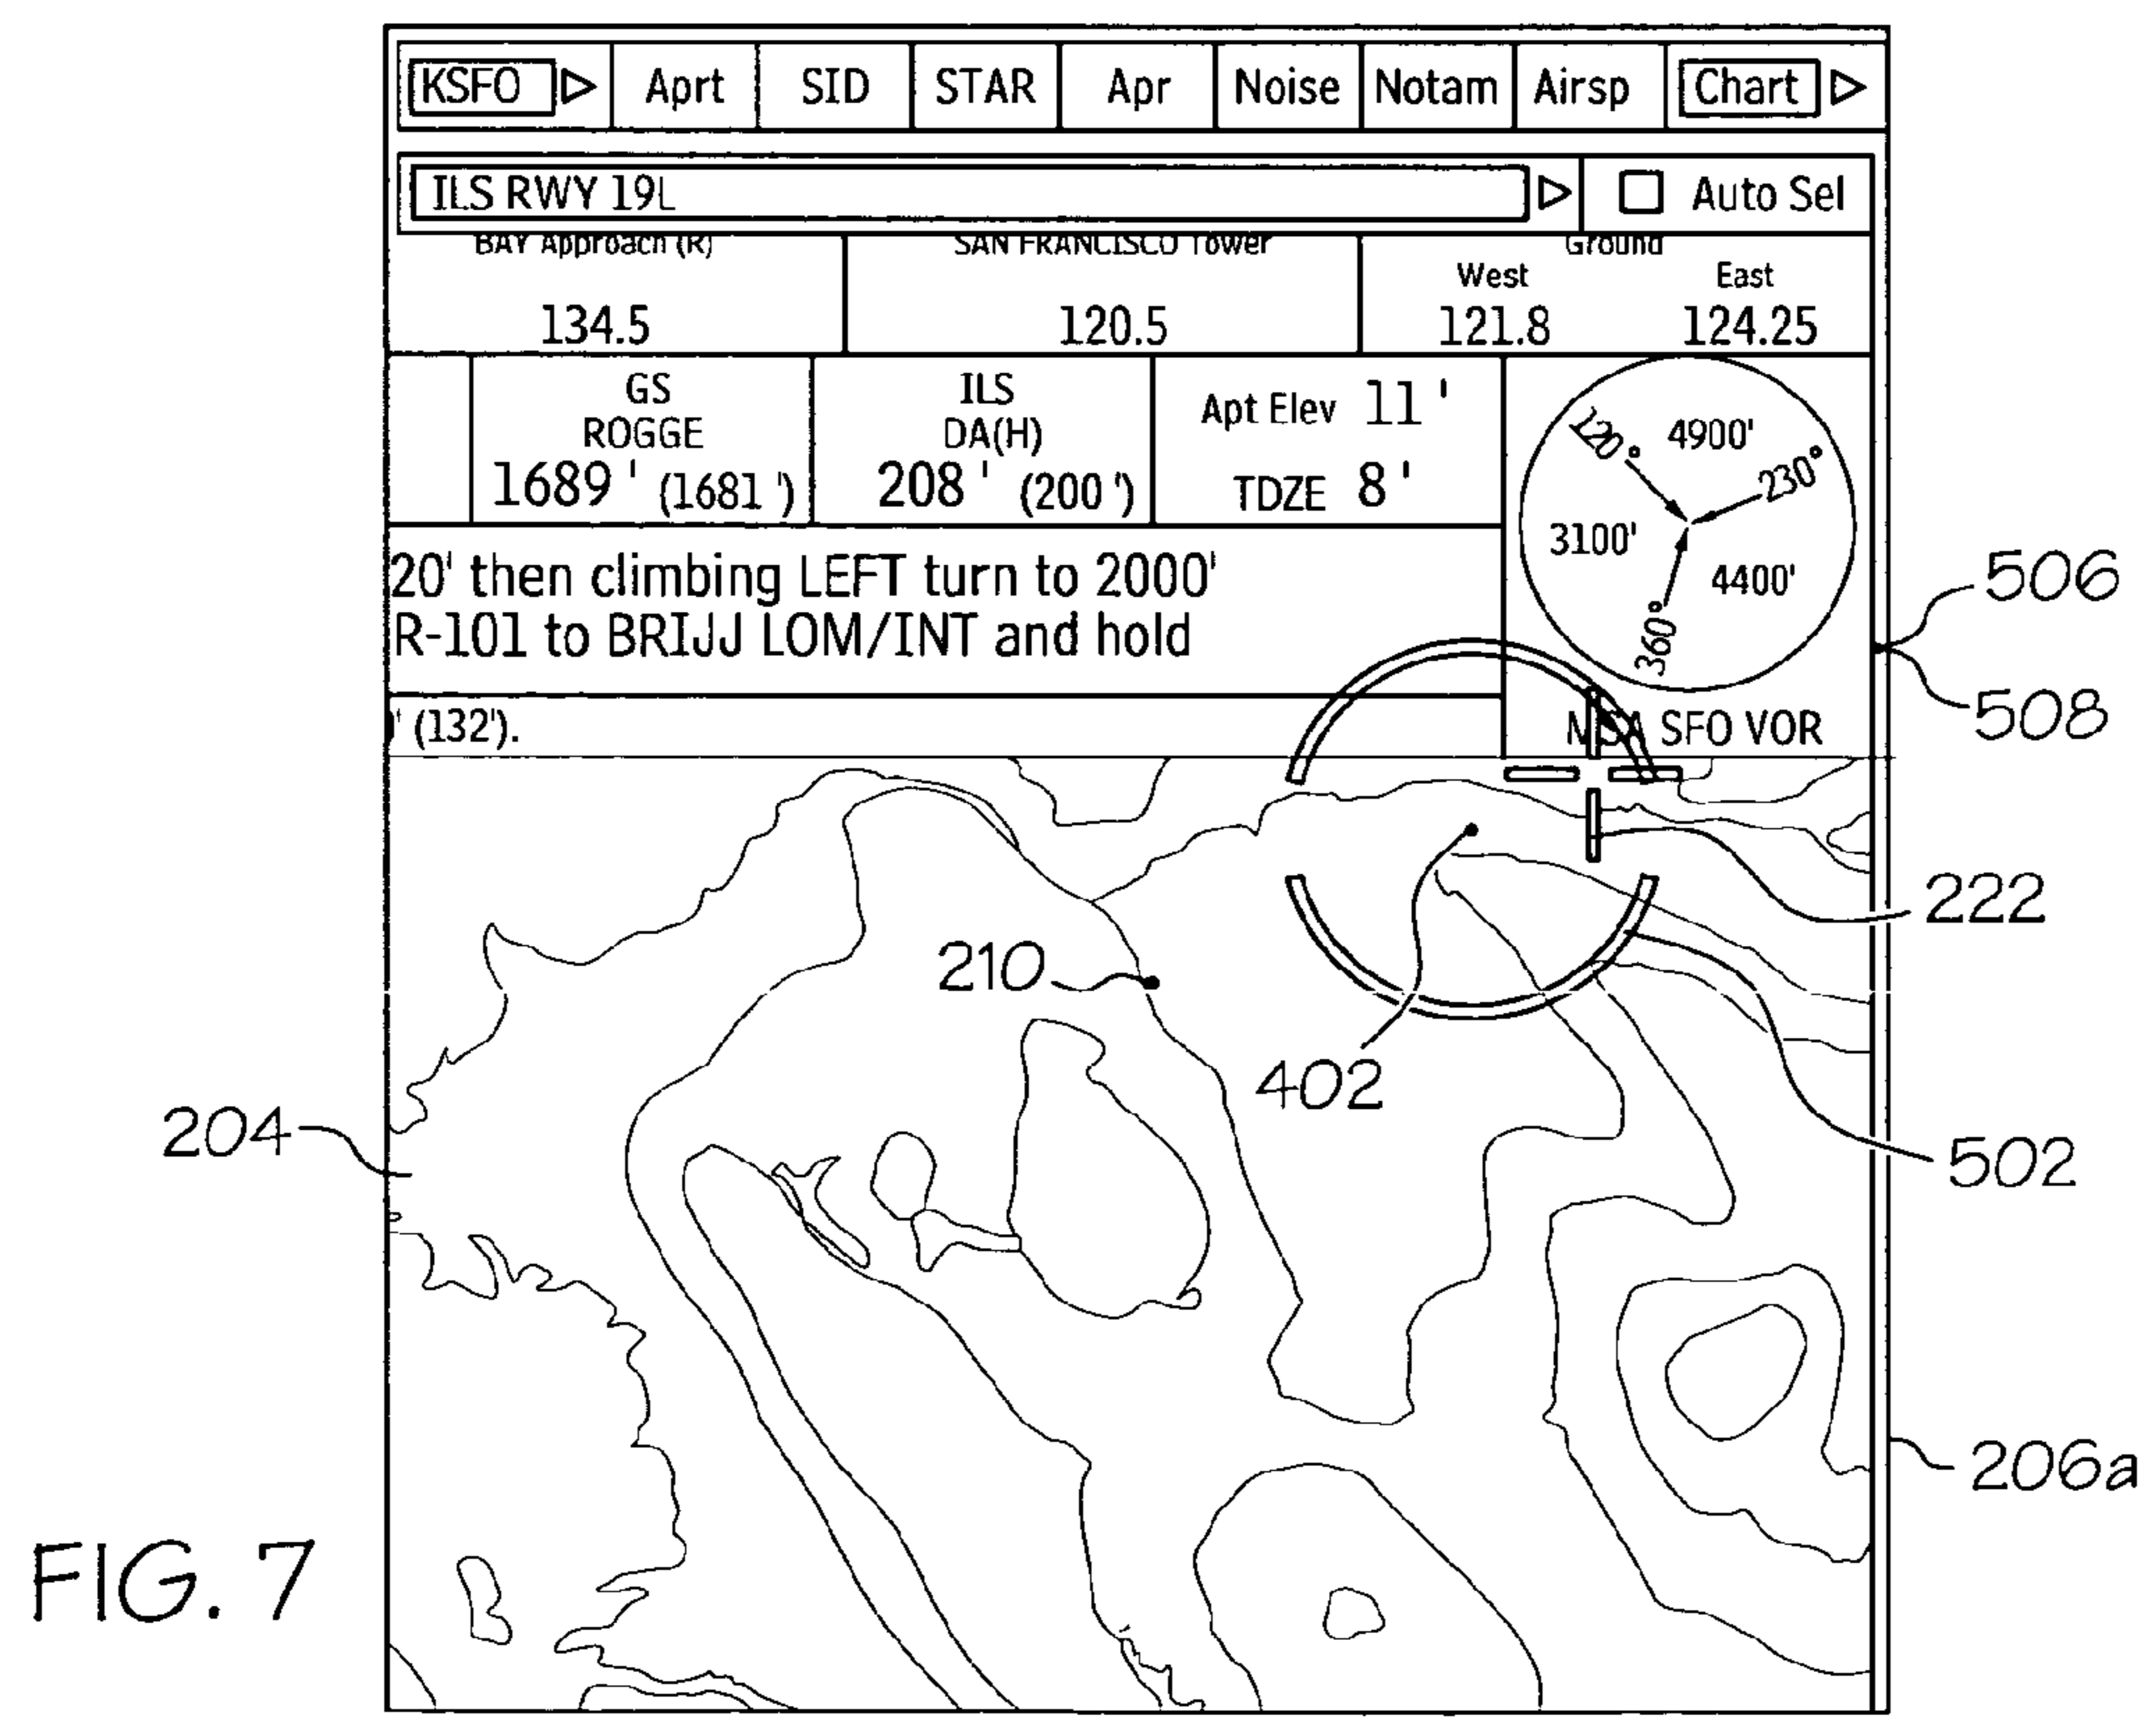 KSFO Aprt SID STAR Apr Noise Notam Airsp Chart
ILS RWY 19L Auto Sel
BAY Approach (R) SAN FRANCISCO Tower Ground
West East
134.5 120.5 121.8 124.25
GS ILS Apt Elev 11'
ROGGE DA(H)
1689' (1681') 208' (200') TDZE 8'
120° 4900' 230°
3100' 4400'
360°
20' then climbing LEFT turn to 2000'
R-101 to BRIJJ LOM/INT and hold
' (132').
MSA SFO VOR
506
508
222
210
402
204
502
206a
FIG. 7